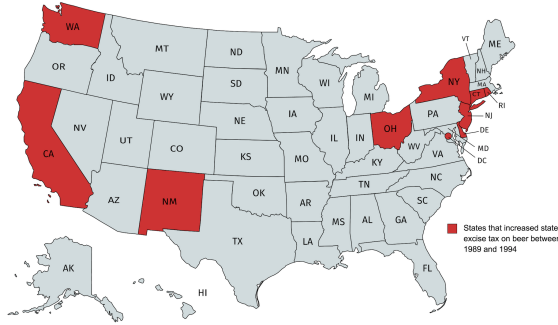 WA
MT
ND
MN
VT
ME
OR
ID
SD
WI
NH
NY
MA
WY
MI
CT
RI
NE
IA
PA
NJ
NV
UT
CO
IL
IN
OH
DE
MD
DC
CA
KS
MO
WV
VA
KY
NC
AZ
NM
OK
AR
TN
SC
MS
AL
GA
TX
LA
FL
AK
HI
States that increased state
excise tax on beer between
1989 and 1994